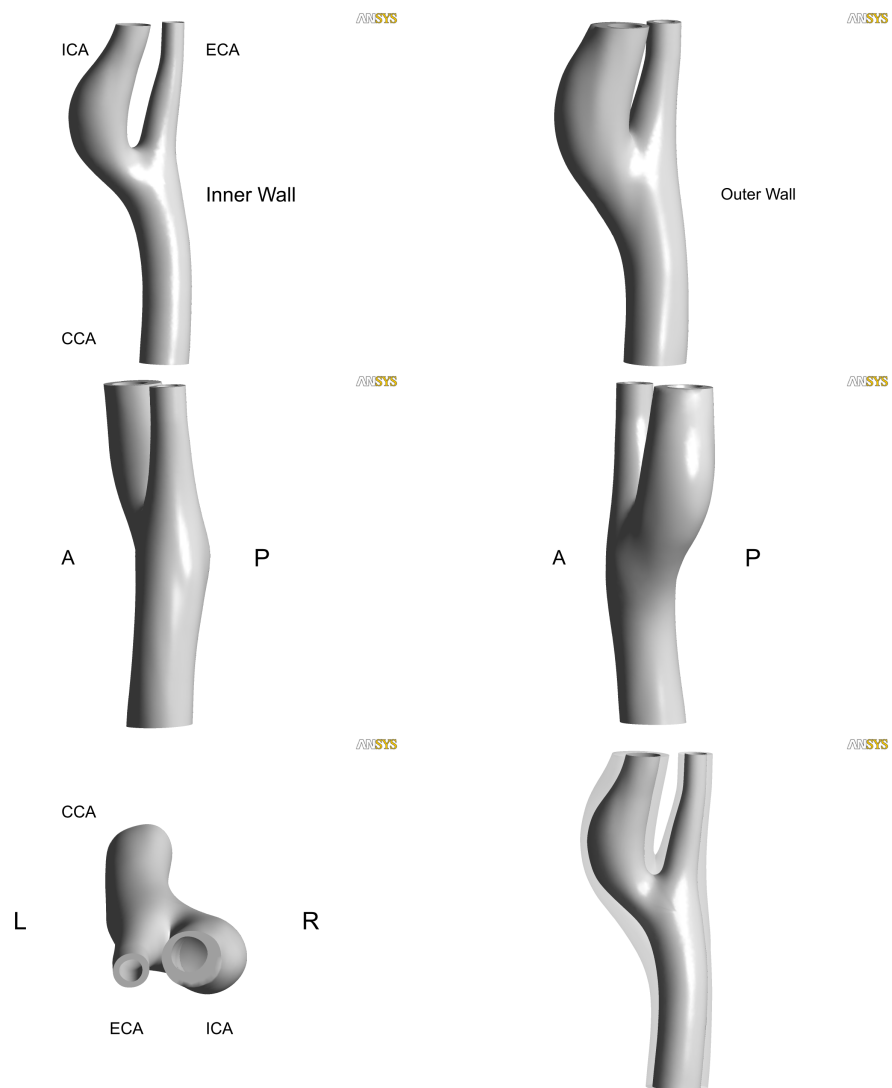 ANSYS
ANSYS
ICA
ECA
Inner Wall
Outer Wall
CCA
ANSYS
ANSYS
A
P
A
P
ANSYS
ANSYS
CCA
L
R
ECA
ICA